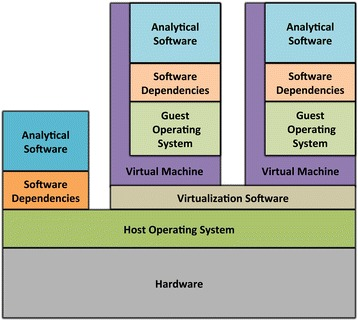 Analytical
Software
Software
Dependencies
Guest
Operating
System
Virtual Machine
Analytical
Software
Software
Dependencies
Guest
Operating
System
Virtual Machine
Analytical
Software
Software
Dependencies
Virtualization Software
Host Operating System
Hardware